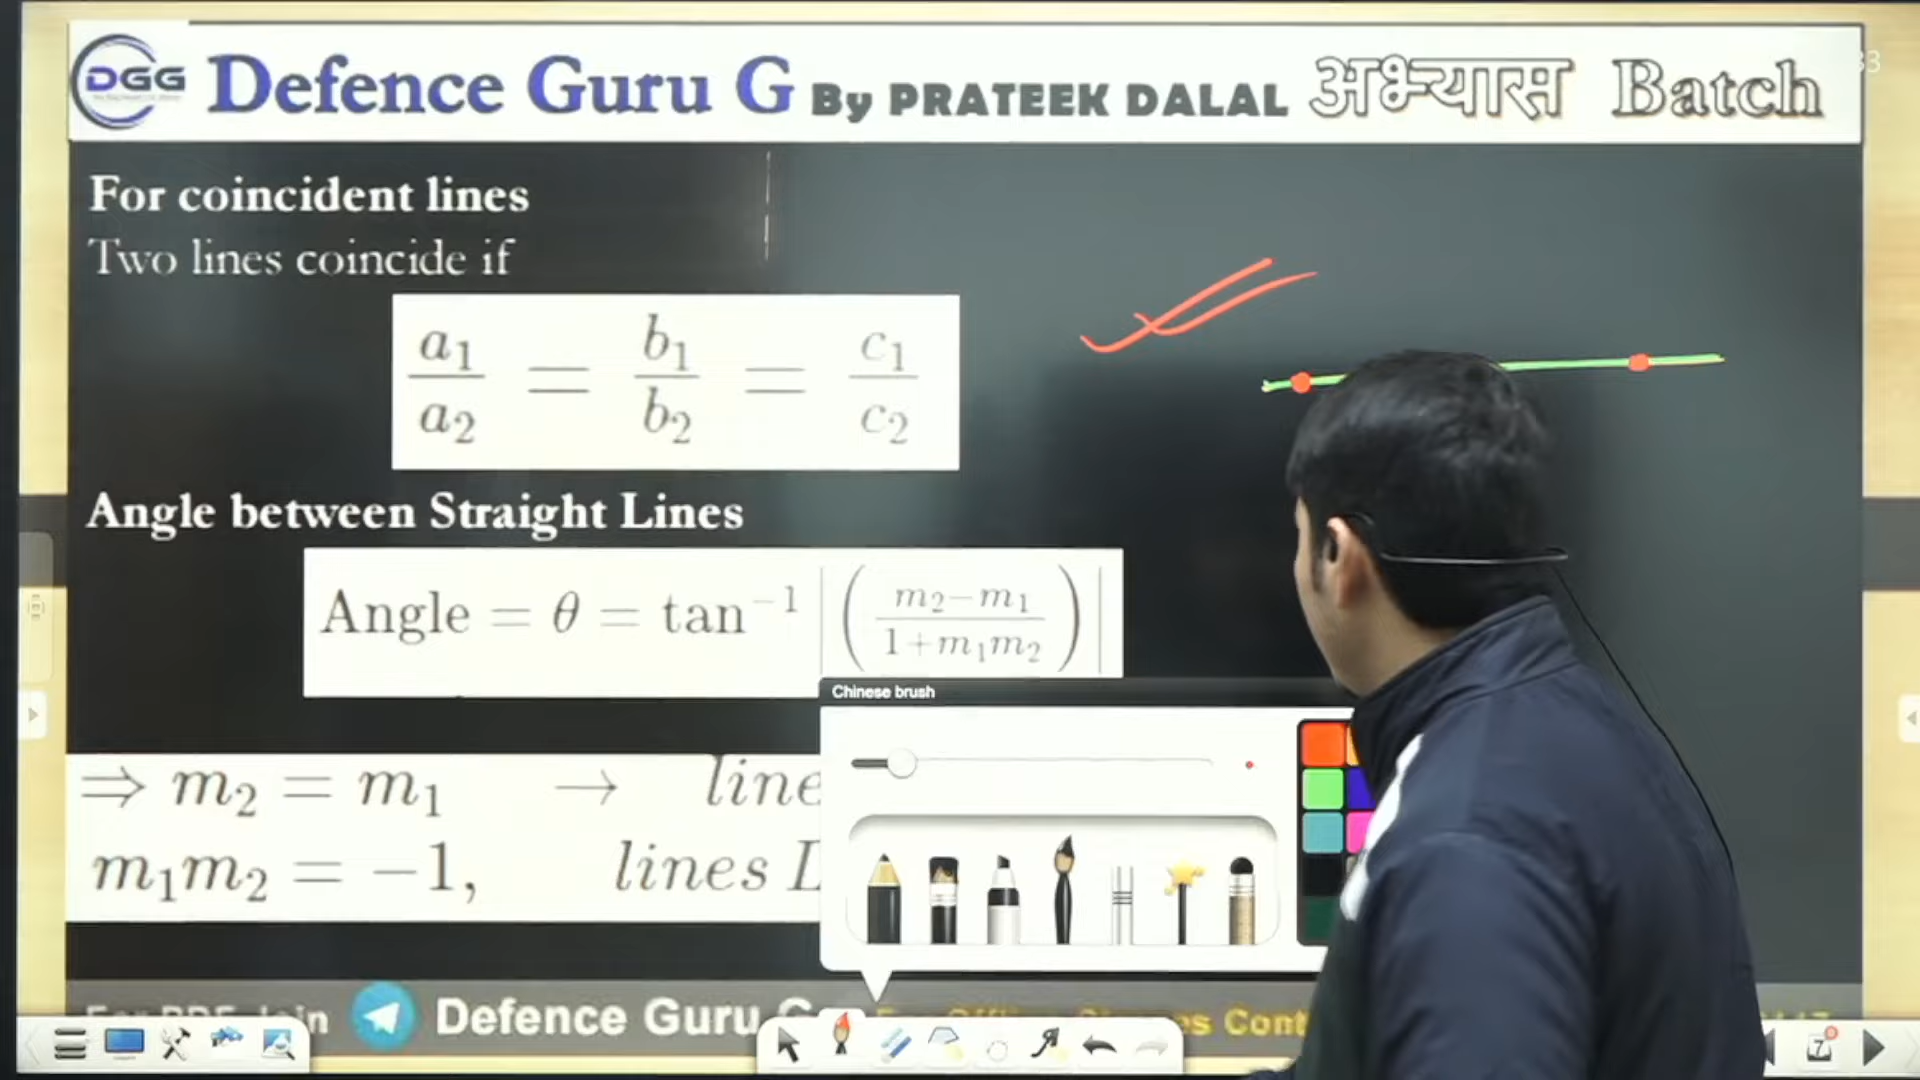 DGG Defence Guru G By PRATEEK DALAL अभ्यास Batch
For coincident lines
Two lines coincide if
a₁/a₂ = b₁/b₂ = c₁/c₂
Angle between Straight Lines
Angle = θ = tan⁻¹ |((m₂−m₁)/(1+m₁m₂))|
Chinese brush
⇒ m₂ = m₁ → line
m₁m₂ = −1, lines
Defence Guru
7